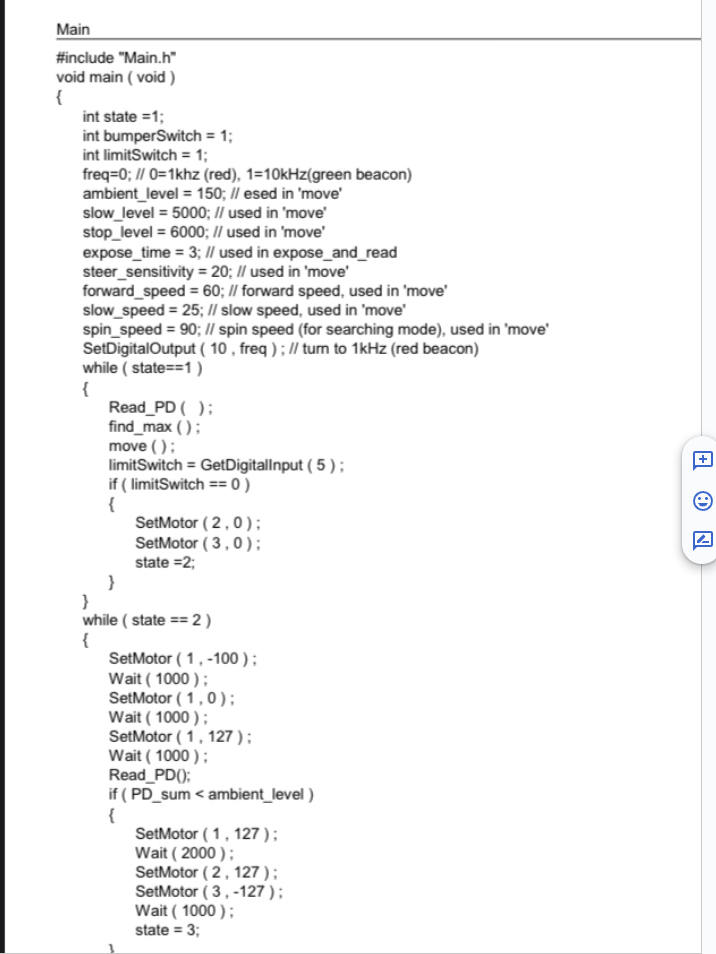 Main
#include "Main.h"
void main ( void )
{
int state =1;
int bumperSwitch = 1;
int limitSwitch = 1;
freq=0; // 0=1khz (red), 1=10kHz(green beacon)
ambient_level = 150; // esed in 'move'
slow_level = 5000; // used in 'move'
stop_level = 6000; // used in 'move'
expose_time = 3; // used in expose_and_read
steer_sensitivity = 20; // used in 'move'
forward_speed = 60; // forward speed, used in 'move'
slow_speed = 25; // slow speed, used in 'move'
spin_speed = 90; // spin speed (for searching mode), used in 'move'
SetDigitalOutput ( 10 , freq ) ; // turn to 1kHz (red beacon)
while ( state==1 )
{
Read_PD ( ) ;
find_max ( ) ;
move ( ) ;
limitSwitch = GetDigitalInput ( 5 ) ;
if ( limitSwitch == 0 )
{
SetMotor ( 2 , 0 ) ;
SetMotor ( 3 , 0 ) ;
state =2;
}
}
while ( state == 2 )
{
SetMotor ( 1 , -100 ) ;
Wait ( 1000 ) ;
SetMotor ( 1 , 0 ) ;
Wait ( 1000 ) ;
SetMotor ( 1 , 127 ) ;
Wait ( 1000 ) ;
Read_PD();
if ( PD_sum < ambient_level )
{
SetMotor ( 1 , 127 ) ;
Wait ( 2000 ) ;
SetMotor ( 2 , 127 ) ;
SetMotor ( 3 , -127 ) ;
Wait ( 1000 ) ;
state = 3;
}